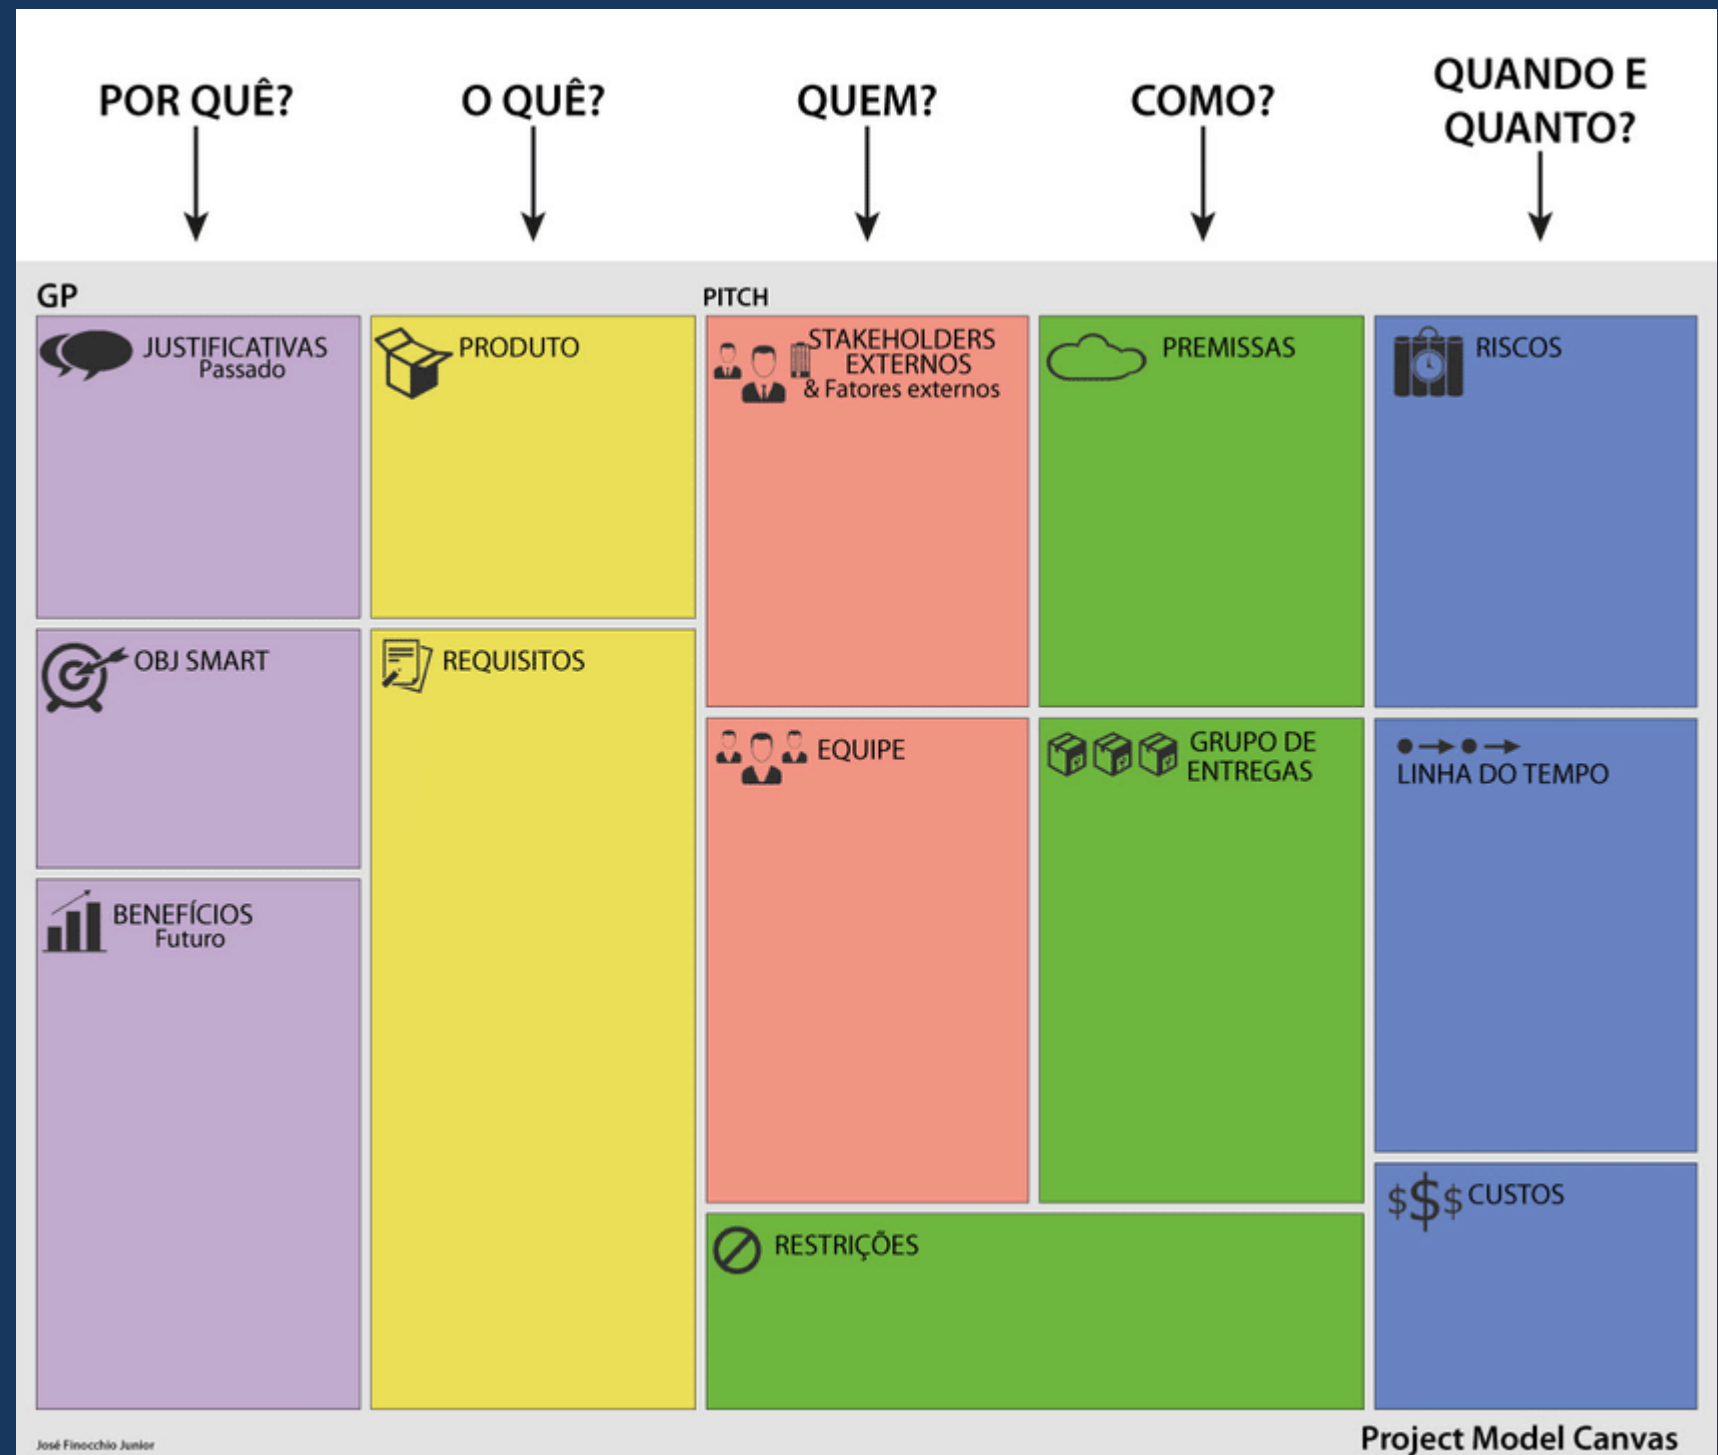 POR QUÊ?
O QUÊ?
QUEM?
COMO?
QUANDO E
QUANTO?
GP
PITCH
JUSTIFICATIVAS
Passado
PRODUTO
STAKEHOLDERS
EXTERNOS
& Fatores externos
PREMISSAS
RISCOS
OBJ SMART
REQUISITOS
EQUIPE
GRUPO DE
ENTREGAS
LINHA DO TEMPO
BENEFÍCIOS
Futuro
RESTRIÇÕES
$$$ CUSTOS
José Finocchio Junior
Project Model Canvas